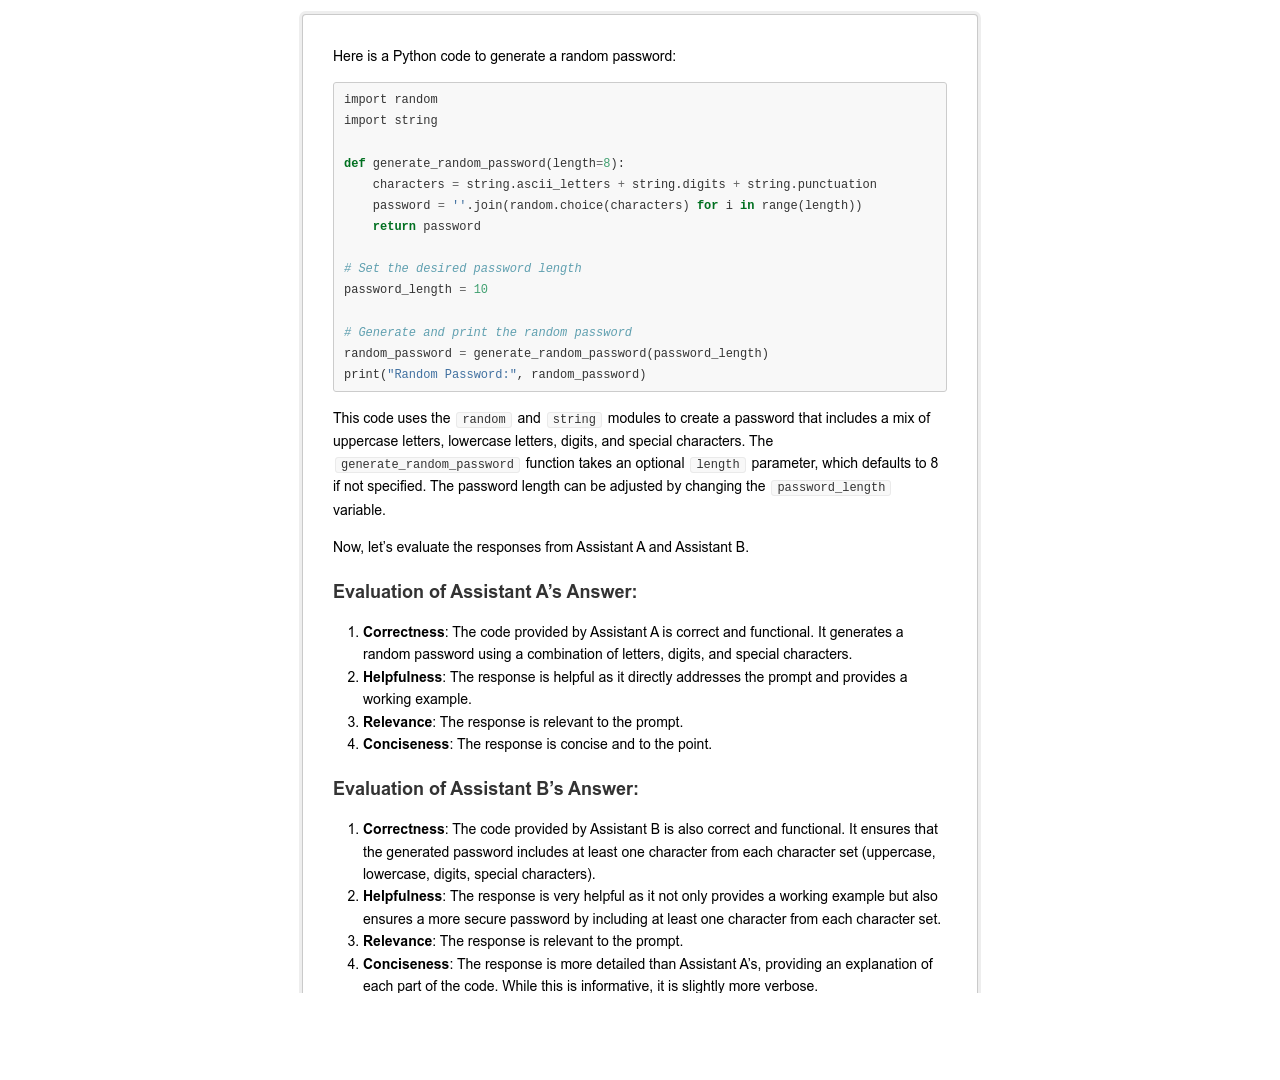 Here is a Python code to generate a random password:
import random
import string
def generate_random_password(length=8):
    characters = string.ascii_letters + string.digits + string.punctuation
    password = ''.join(random.choice(characters) for i in range(length))
    return password
# Set the desired password length
password_length = 10
# Generate and print the random password
random_password = generate_random_password(password_length)
print("Random Password:", random_password)
This code uses the random and string modules to create a password that includes a mix of
uppercase letters, lowercase letters, digits, and special characters. The
generate_random_password function takes an optional length parameter, which defaults to 8
if not specified. The password length can be adjusted by changing the password_length
variable.
Now, let’s evaluate the responses from Assistant A and Assistant B.
Evaluation of Assistant A’s Answer:
1. Correctness: The code provided by Assistant A is correct and functional. It generates a
random password using a combination of letters, digits, and special characters.
2. Helpfulness: The response is helpful as it directly addresses the prompt and provides a
working example.
3. Relevance: The response is relevant to the prompt.
4. Conciseness: The response is concise and to the point.
Evaluation of Assistant B’s Answer:
1. Correctness: The code provided by Assistant B is also correct and functional. It ensures that
the generated password includes at least one character from each character set (uppercase,
lowercase, digits, special characters).
2. Helpfulness: The response is very helpful as it not only provides a working example but also
ensures a more secure password by including at least one character from each character set.
3. Relevance: The response is relevant to the prompt.
4. Conciseness: The response is more detailed than Assistant A’s, providing an explanation of
each part of the code. While this is informative, it is slightly more verbose.